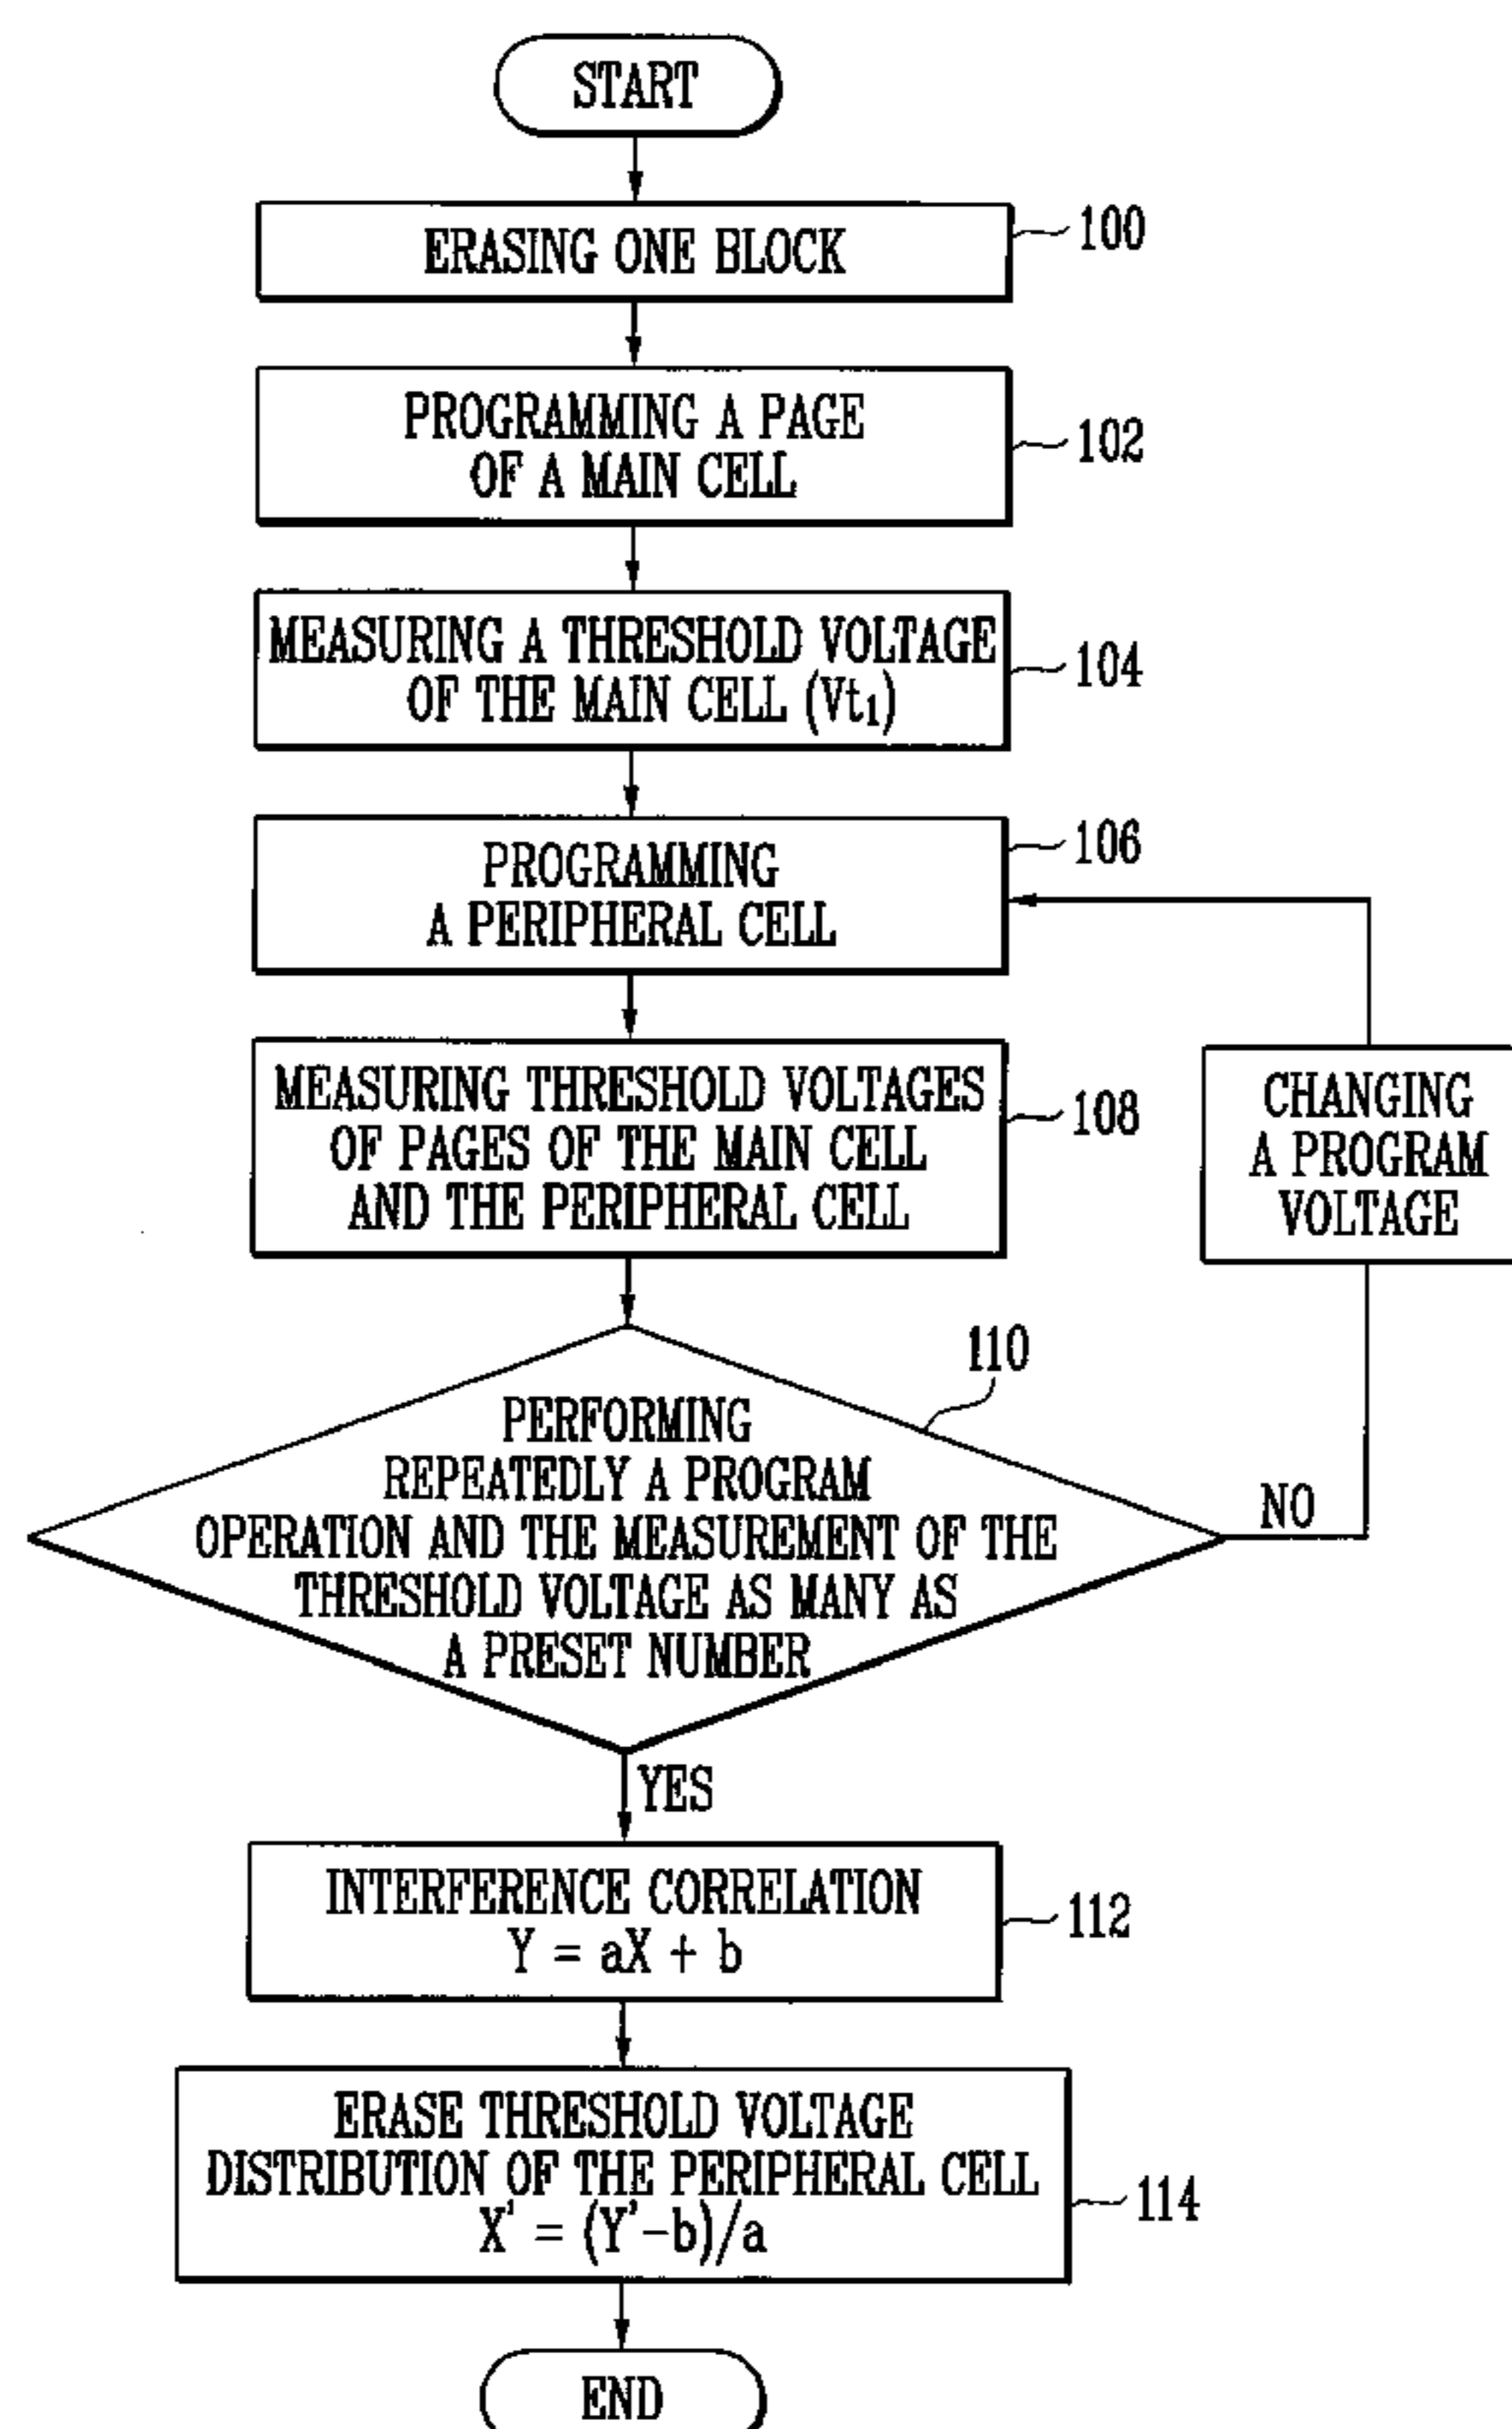 START
ERASING ONE BLOCK
100
PROGRAMMING A PAGE
OF A MAIN CELL
102
MEASURING A THRESHOLD VOLTAGE
OF THE MAIN CELL (Vt₁)
104
PROGRAMMING
A PERIPHERAL CELL
106
MEASURING THRESHOLD VOLTAGES
OF PAGES OF THE MAIN CELL
AND THE PERIPHERAL CELL
108
CHANGING
A PROGRAM
VOLTAGE
110
PERFORMING
REPEATEDLY A PROGRAM
OPERATION AND THE MEASUREMENT OF THE
THRESHOLD VOLTAGE AS MANY AS
A PRESET NUMBER
NO
YES
INTERFERENCE CORRELATION
Y = aX + b
112
ERASE THRESHOLD VOLTAGE
DISTRIBUTION OF THE PERIPHERAL CELL
X' = (Y'-b)/a
114
END